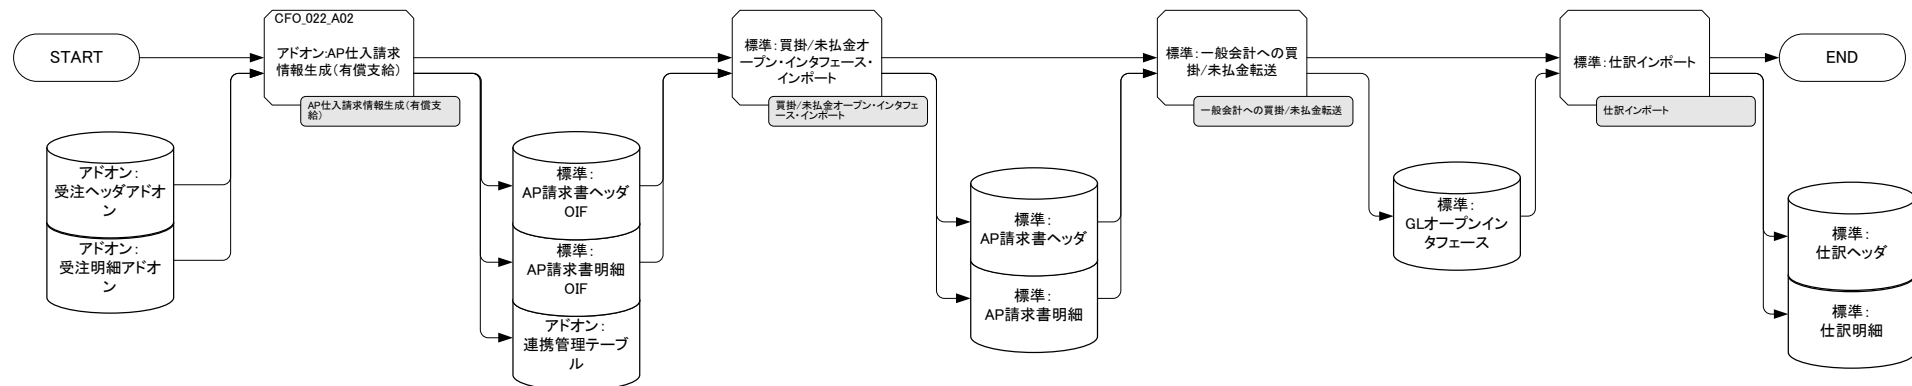 START
CFO_022_A02
アドオン:AP仕入請求
情報生成(有償支給)
AP仕入請求情報生成(有償支
給)
標準:買掛/未払金オ
ープン・インタフェース・
インポート
買掛/未払金オープン・インタフェ
ース・インポート
標準:一般会計への買
掛/未払金転送
一般会計への買掛/未払金転送
標準:仕訳インポート
仕訳インポート
END
アドオン:
受注ヘッダアドオ
ン
アドオン:
受注明細アドオ
ン
標準:
AP請求書ヘッダ
OIF
標準:
AP請求書明細
OIF
アドオン:
連携管理テーブ
ル
標準:
AP請求書ヘッダ
標準:
AP請求書明細
標準:
GLオープンイン
タフェース
標準:
仕訳ヘッダ
標準:
仕訳明細